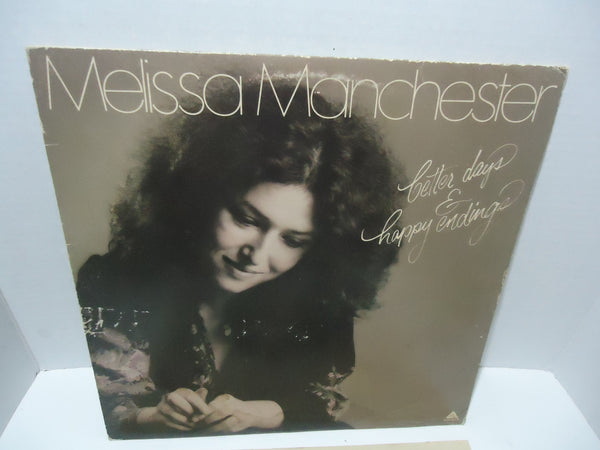 Melissa Manchester
better days
&
happy endings